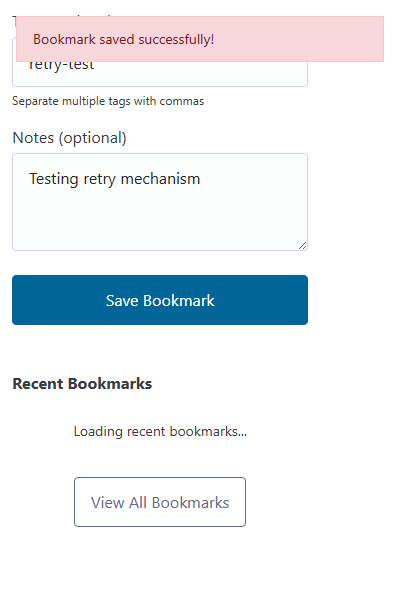 Bookmark saved successfully!
retry-test
Separate multiple tags with commas
Notes (optional)
Testing retry mechanism
Save Bookmark
Recent Bookmarks
Loading recent bookmarks...
View All Bookmarks